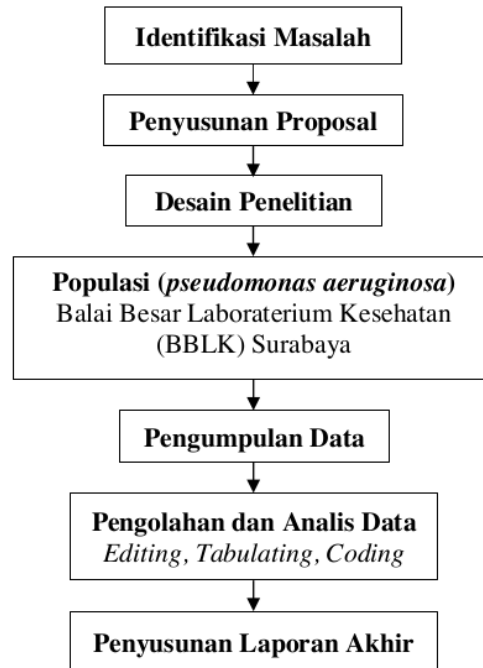 Identifikasi Masalah
Penyusunan Proposal
Desain Penelitian
Populasi (pseudomonas aeruginosa)
Balai Besar Laboraterium Kesehatan
(BBLK) Surabaya
Pengumpulan Data
Pengolahan dan Analis Data
Editing, Tabulating, Coding
Penyusunan Laporan Akhir